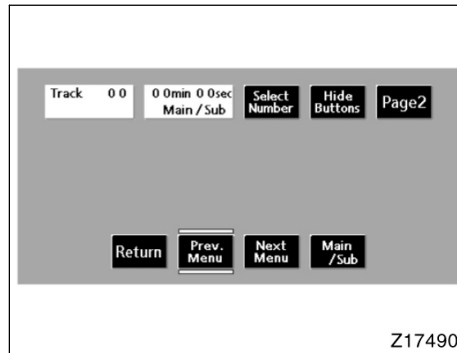 Track 0 0
0 0min 0 0sec
Main / Sub
Select
Number
Hide
Buttons
Page2
Return
Prev.
Menu
Next
Menu
Main
/Sub
Z17490